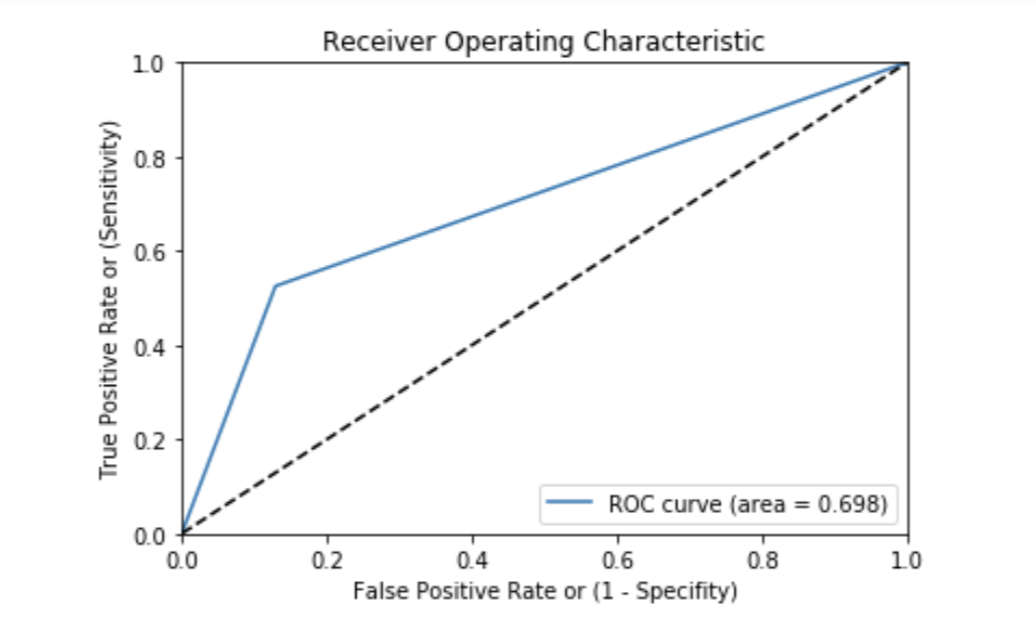 Receiver Operating Characteristic
1.0
0.8
0.6
0.4
0.2
0.0
True Positive Rate or (Sensitivity)
ROC curve (area = 0.698)
0.0 0.2 0.4 0.6 0.8 1.0
False Positive Rate or (1 - Specifity)